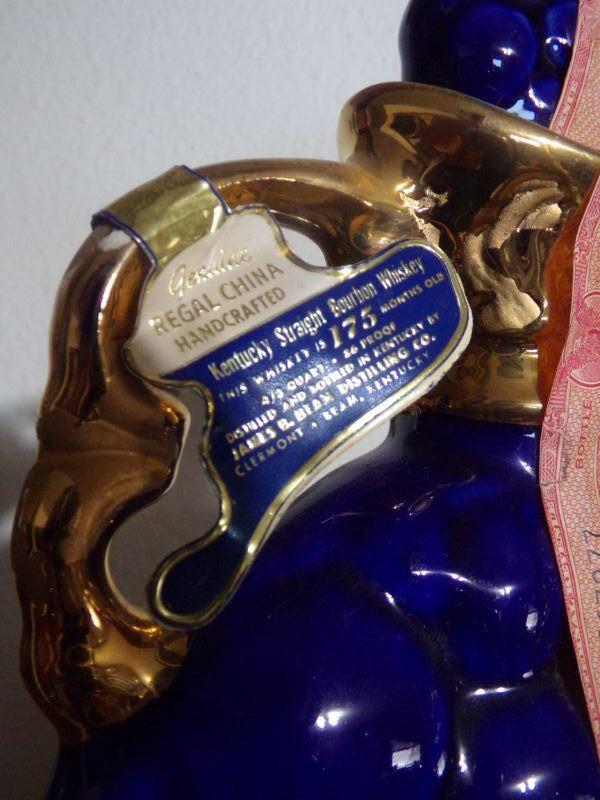 Genuine
REGAL CHINA
HANDCRAFTED
Kentucky Straight Bourbon Whiskey
THIS WHISKEY IS 175 MONTHS OLD
4/5 QUART • 86 PROOF
DISTILLED AND BOTTLED IN KENTUCKY BY
JAMES B. BEAM DISTILLING CO.
CLERMONT • BEAM, KENTUCKY
BOTTLE